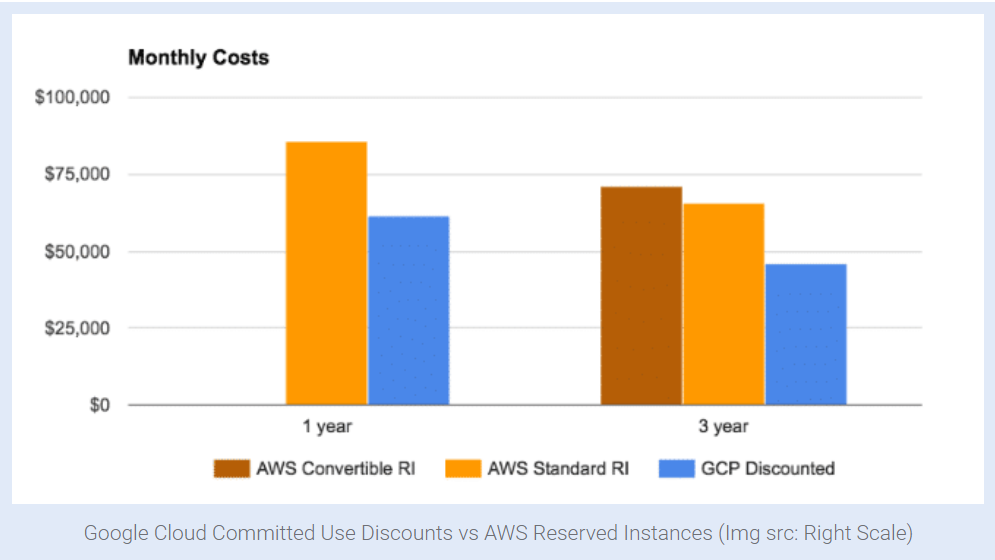 Monthly Costs
$100,000
$75,000
$50,000
$25,000
$0
1 year 3 year
AWS Convertible RI AWS Standard RI GCP Discounted
Google Cloud Committed Use Discounts vs AWS Reserved Instances (Img src: Right Scale)